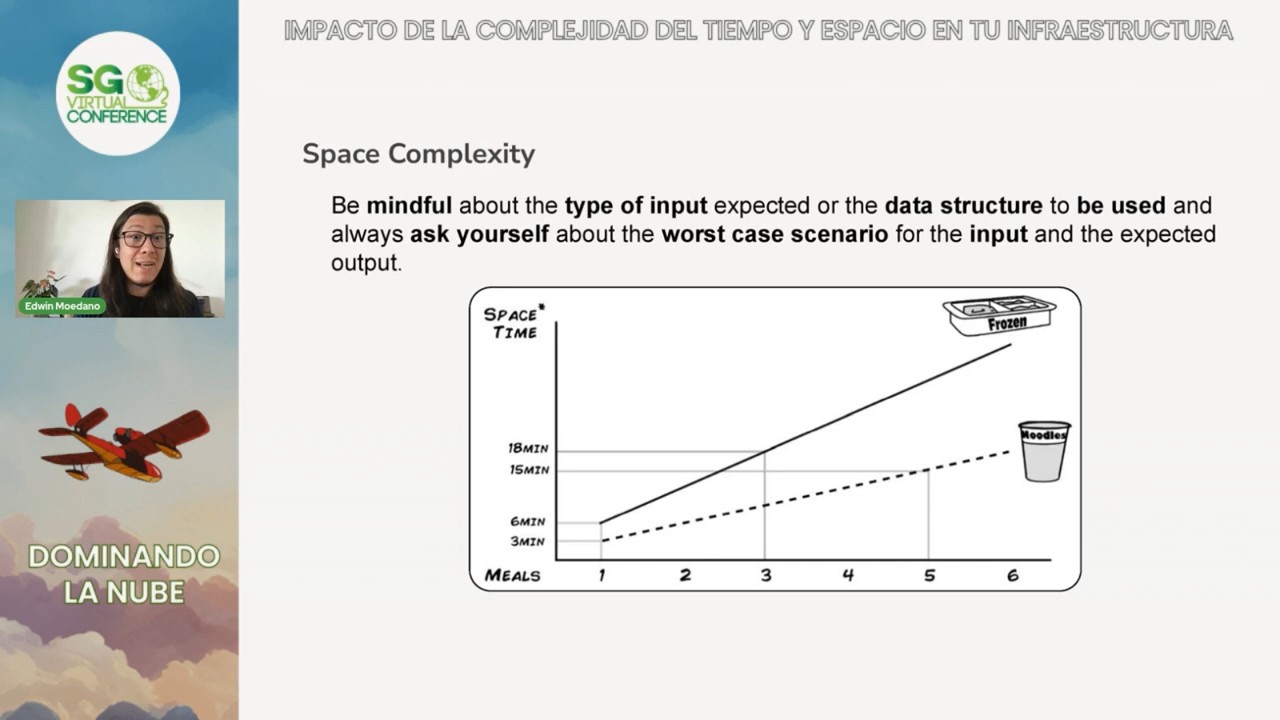 IMPACTO DE LA COMPLEJIDAD DEL TIEMPO Y ESPACIO EN TU INFRAESTRUCTURA
SG
VIRTUAL
CONFERENCE
Edwin Moedano
DOMINANDO
LA NUBE
Space Complexity
Be mindful about the type of input expected or the data structure to be used and
always ask yourself about the worst case scenario for the input and the expected
output.
SPACE*
TIME
Frozen
Noodles
18MIN
15MIN
6MIN
3MIN
MEALS 1 2 3 4 5 6